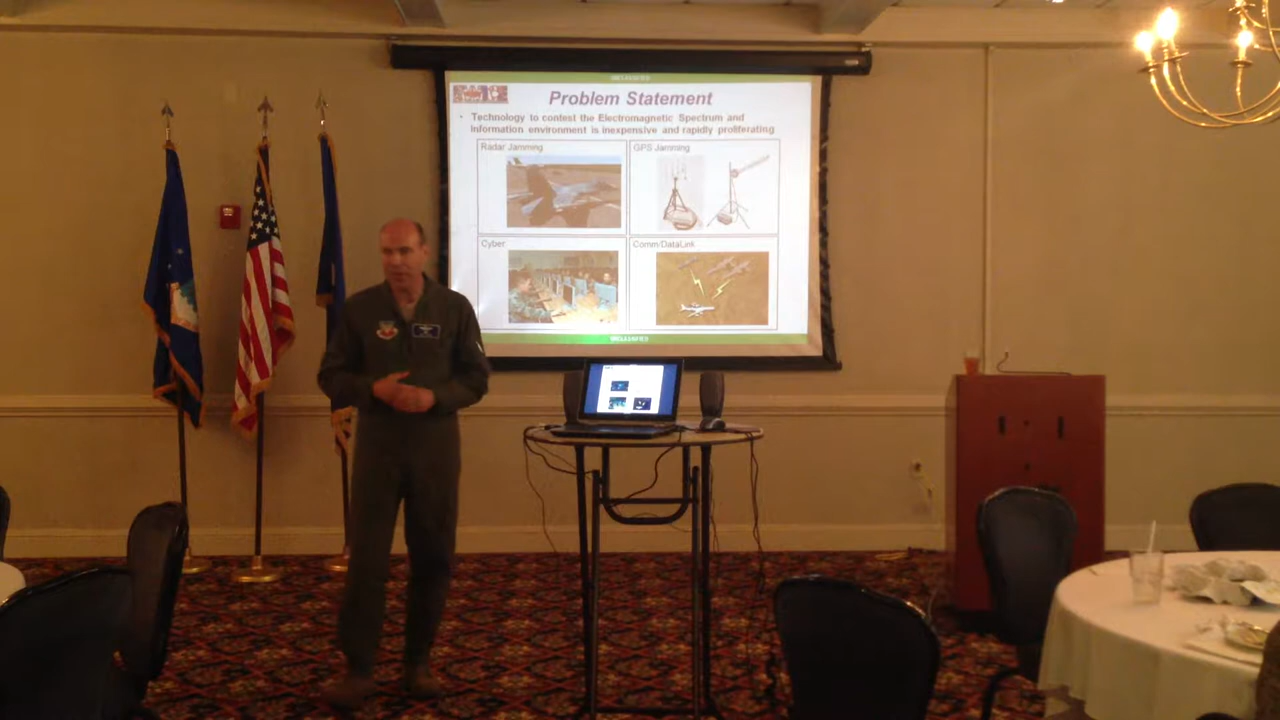 UNCLASSIFIED
Problem Statement
• Technology to contest the Electromagnetic Spectrum and
Information environment is inexpensive and rapidly proliferating
Radar Jamming
GPS Jamming
Cyber
Comm/DataLink
UNCLASSIFIED